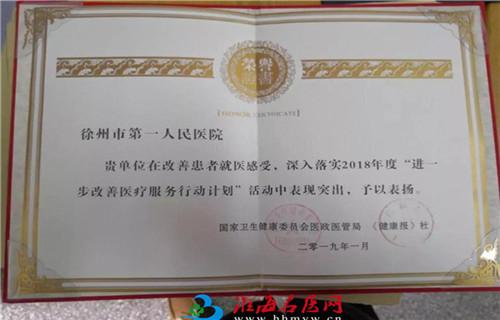 荣誉证书
HONOR CERTIFICATE
徐州市第一人民医院
贵单位在改善患者就医感受，深入落实2018年度“进一
步改善医疗服务行动计划”活动中表现突出，予以表扬。
国家卫生健康委员会医政医管局 《健康报》社
二零一九年一月
淮海名医网
www.hhmyw.cn